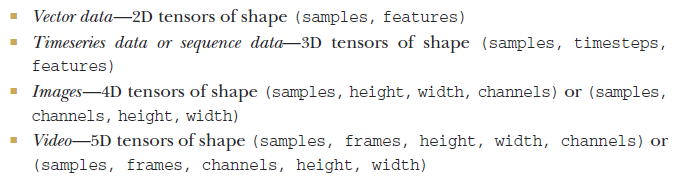 ▪ Vector data—2D tensors of shape (samples, features)
▪ Timeseries data or sequence data—3D tensors of shape (samples, timesteps,
features)
▪ Images—4D tensors of shape (samples, height, width, channels) or (samples,
channels, height, width)
▪ Video—5D tensors of shape (samples, frames, height, width, channels) or
(samples, frames, channels, height, width)